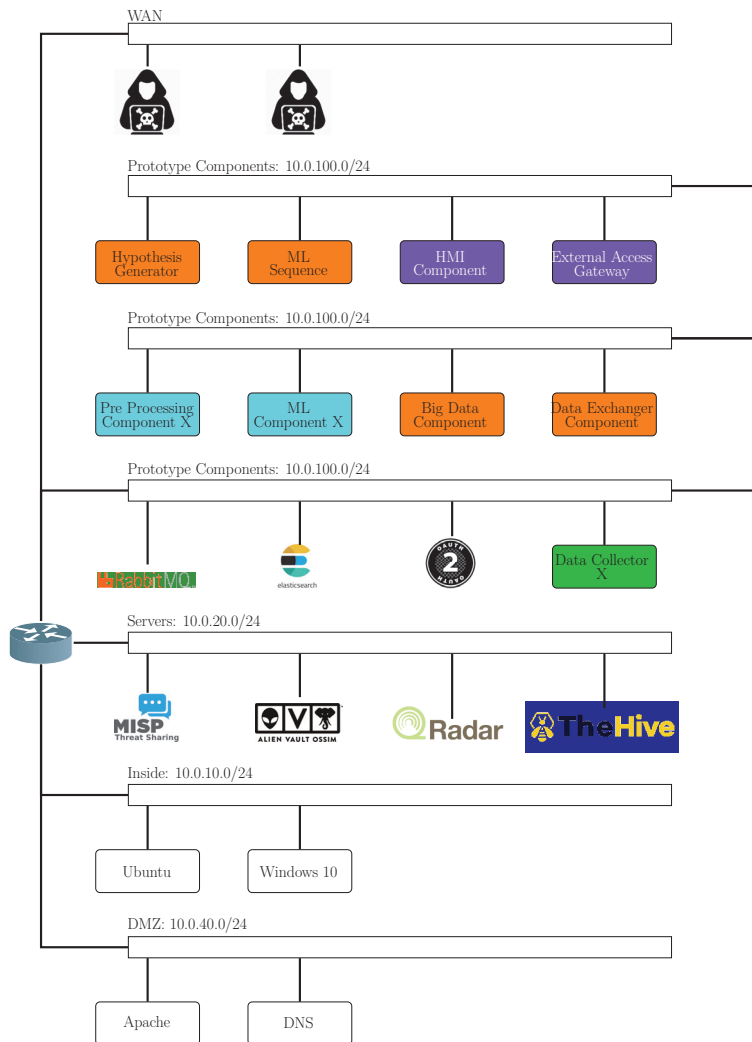 WAN
Prototype Components: 10.0.100.0/24
Hypothesis
Generator
ML
Sequence
HMI
Component
External Access
Gateway
Prototype Components: 10.0.100.0/24
Pre Processing
Component X
ML
Component X
Big Data
Component
Data Exchanger
Component
Prototype Components: 10.0.100.0/24
RabbitMQ
elasticsearch
OAUTH
2
OAUTH
Data Collector
X
Servers: 10.0.20.0/24
MISP
Threat Sharing
V
ALIEN VAULT OSSIM
QRadar
TheHive
Inside: 10.0.10.0/24
Ubuntu
Windows 10
DMZ: 10.0.40.0/24
Apache
DNS